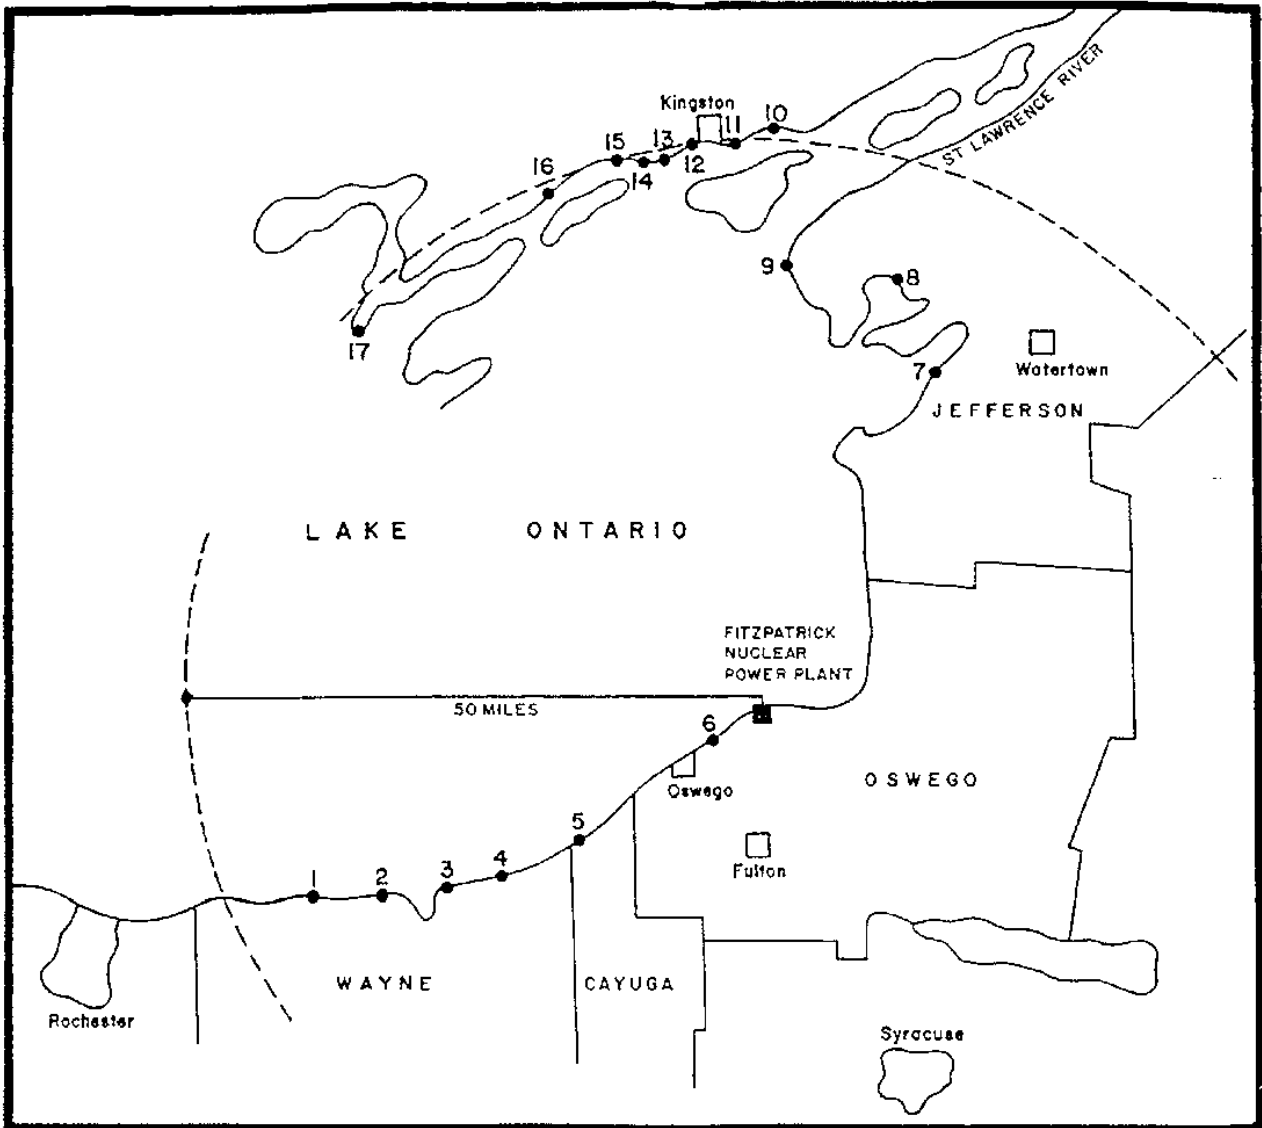 Kingston
10
11
12
13
14
15
16
ST LAWRENCE RIVER
17
9
8
7
Watertown
JEFFERSON
LAKE ONTARIO
FITZPATRICK
NUCLEAR
POWER PLANT
50 MILES
6
Oswego
OSWEGO
5
4
3
2
1
Fulton
WAYNE
CAYUGA
Rochester
Syracuse